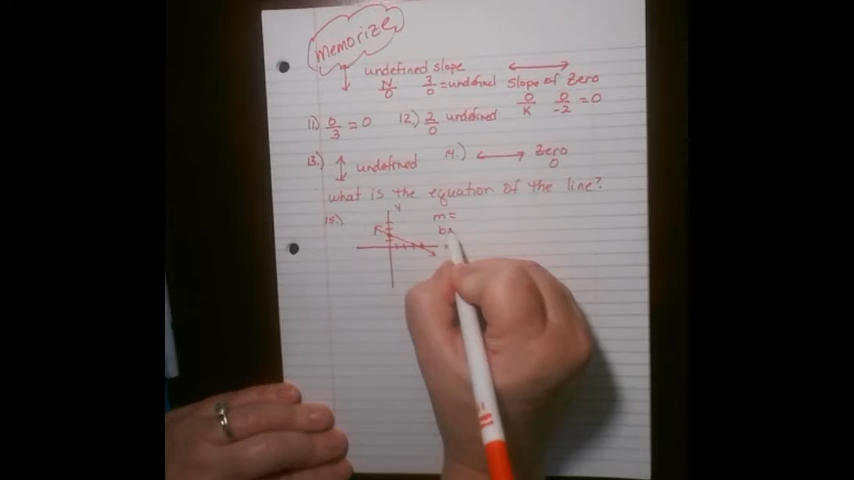 memorize
undefined slope
N/0 3/0 = undefined slope of zero
0/K 0/-2 = 0
11.) 0/3 = 0 12.) 2/0 undefined
13.) undefined 14.) zero
0
what is the equation of the line?
15.) y m=
b
x